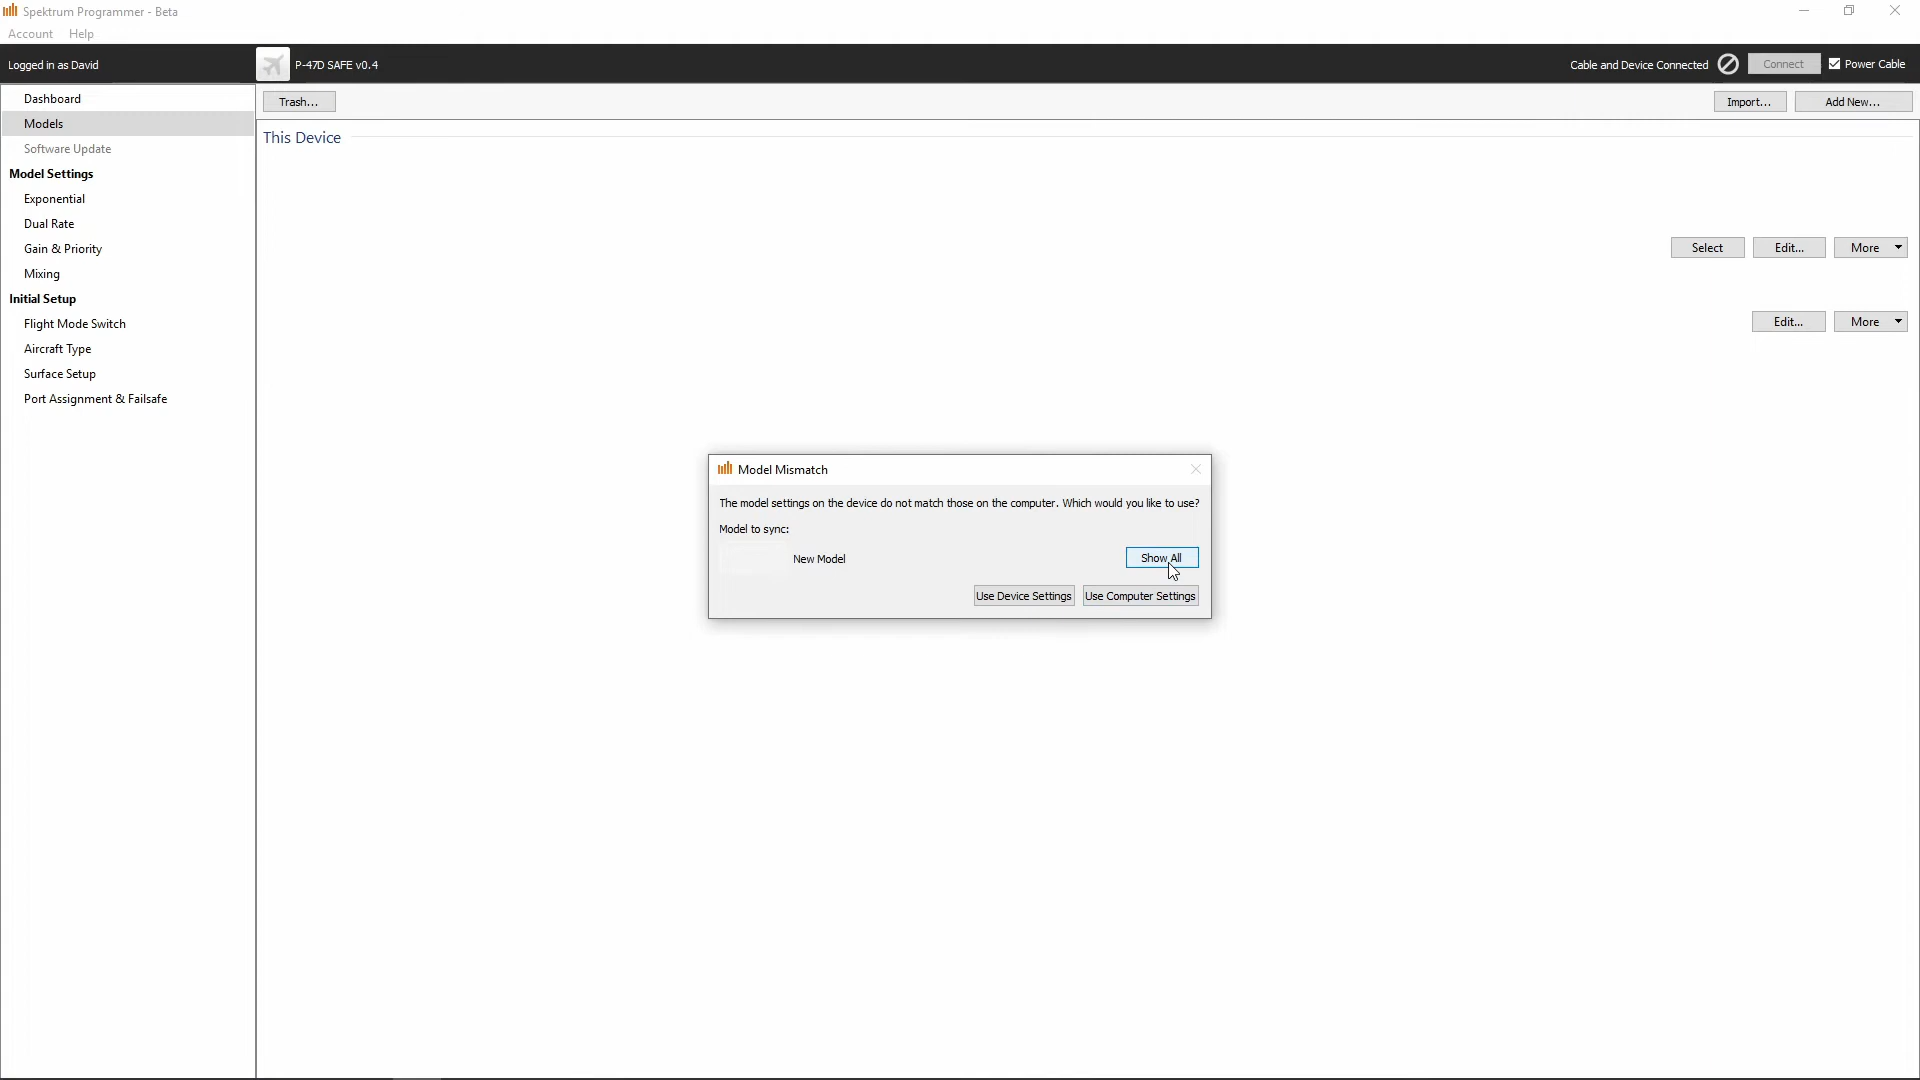 Spektrum Programmer - Beta
Account Help
Logged in as David
P-47D SAFE v0.4
Cable and Device Connected
Connect
Power Cable
Dashboard
Models
Software Update
Model Settings
Exponential
Dual Rate
Gain & Priority
Mixing
Initial Setup
Flight Mode Switch
Aircraft Type
Surface Setup
Port Assignment & Failsafe
Trash...
Import...
Add New...
This Device
Select
Edit...
More
Edit...
More
Model Mismatch
The model settings on the device do not match those on the computer. Which would you like to use?
Model to sync:
New Model
Show All
Use Device Settings
Use Computer Settings